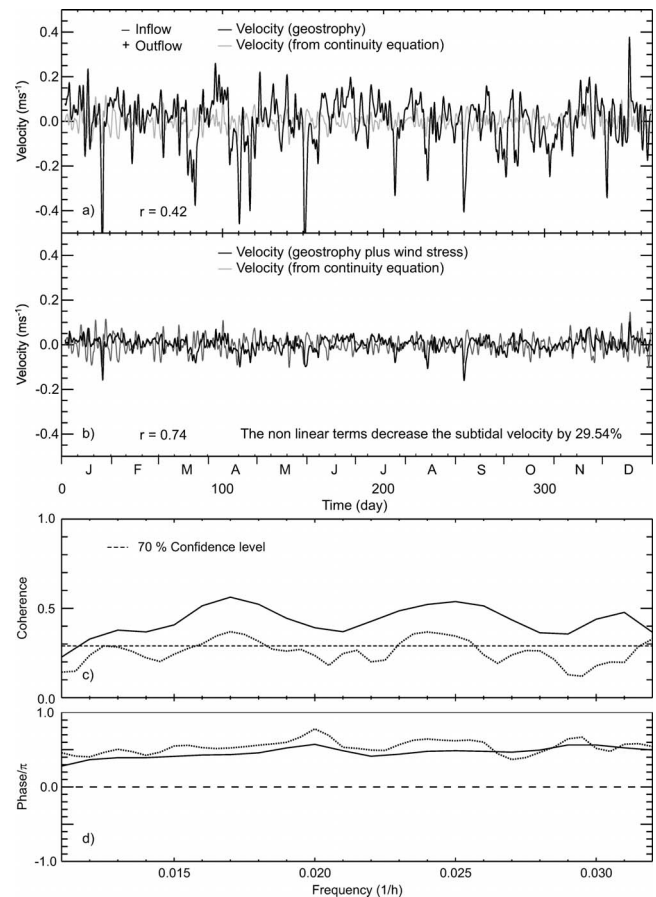 – Inflow
+ Outflow
Velocity (geostrophy)
Velocity (from continuity equation)
0.4
0.2
0.0
-0.2
-0.4
Velocity (ms⁻¹)
a)
r = 0.42
Velocity (geostrophy plus wind stress)
Velocity (from continuity equation)
0.4
0.2
0.0
-0.2
-0.4
Velocity (ms⁻¹)
b)
r = 0.74
The non linear terms decrease the subtidal velocity by 29.54%
J F M A M J J A S O N D
0 100 200 300
Time (day)
1.0
0.5
0.0
Coherence
70 % Confidence level
c)
1.0
0.0
-1.0
Phase/π
d)
0.015 0.020 0.025 0.030
Frequency (1/h)